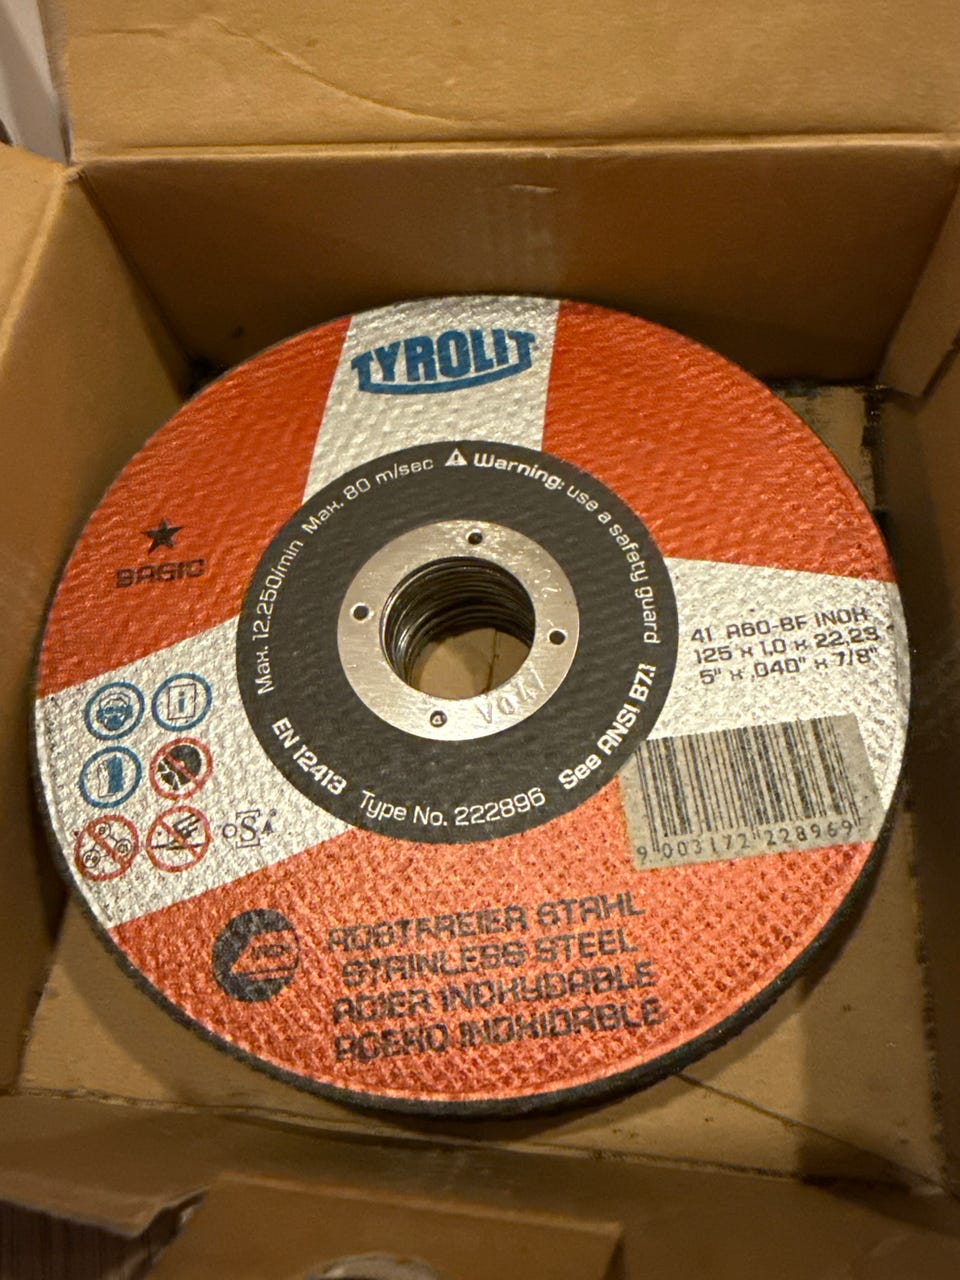 TYROLIT
Max. 12.250/min Max. 80 m/sec ⚠ Warning: use a safety guard
★
BASIC
41 A60-BF INOX
125 x 1.0 x 22.23
5" x .040" x 7/8"
EN 12413 Type No. 222896 See ANSI B7.1
OSA
9 003172 228969
ROSTFREIER STAHL
STAINLESS STEEL
ACIER INOXYDABLE
ACERO INOXIDABLE